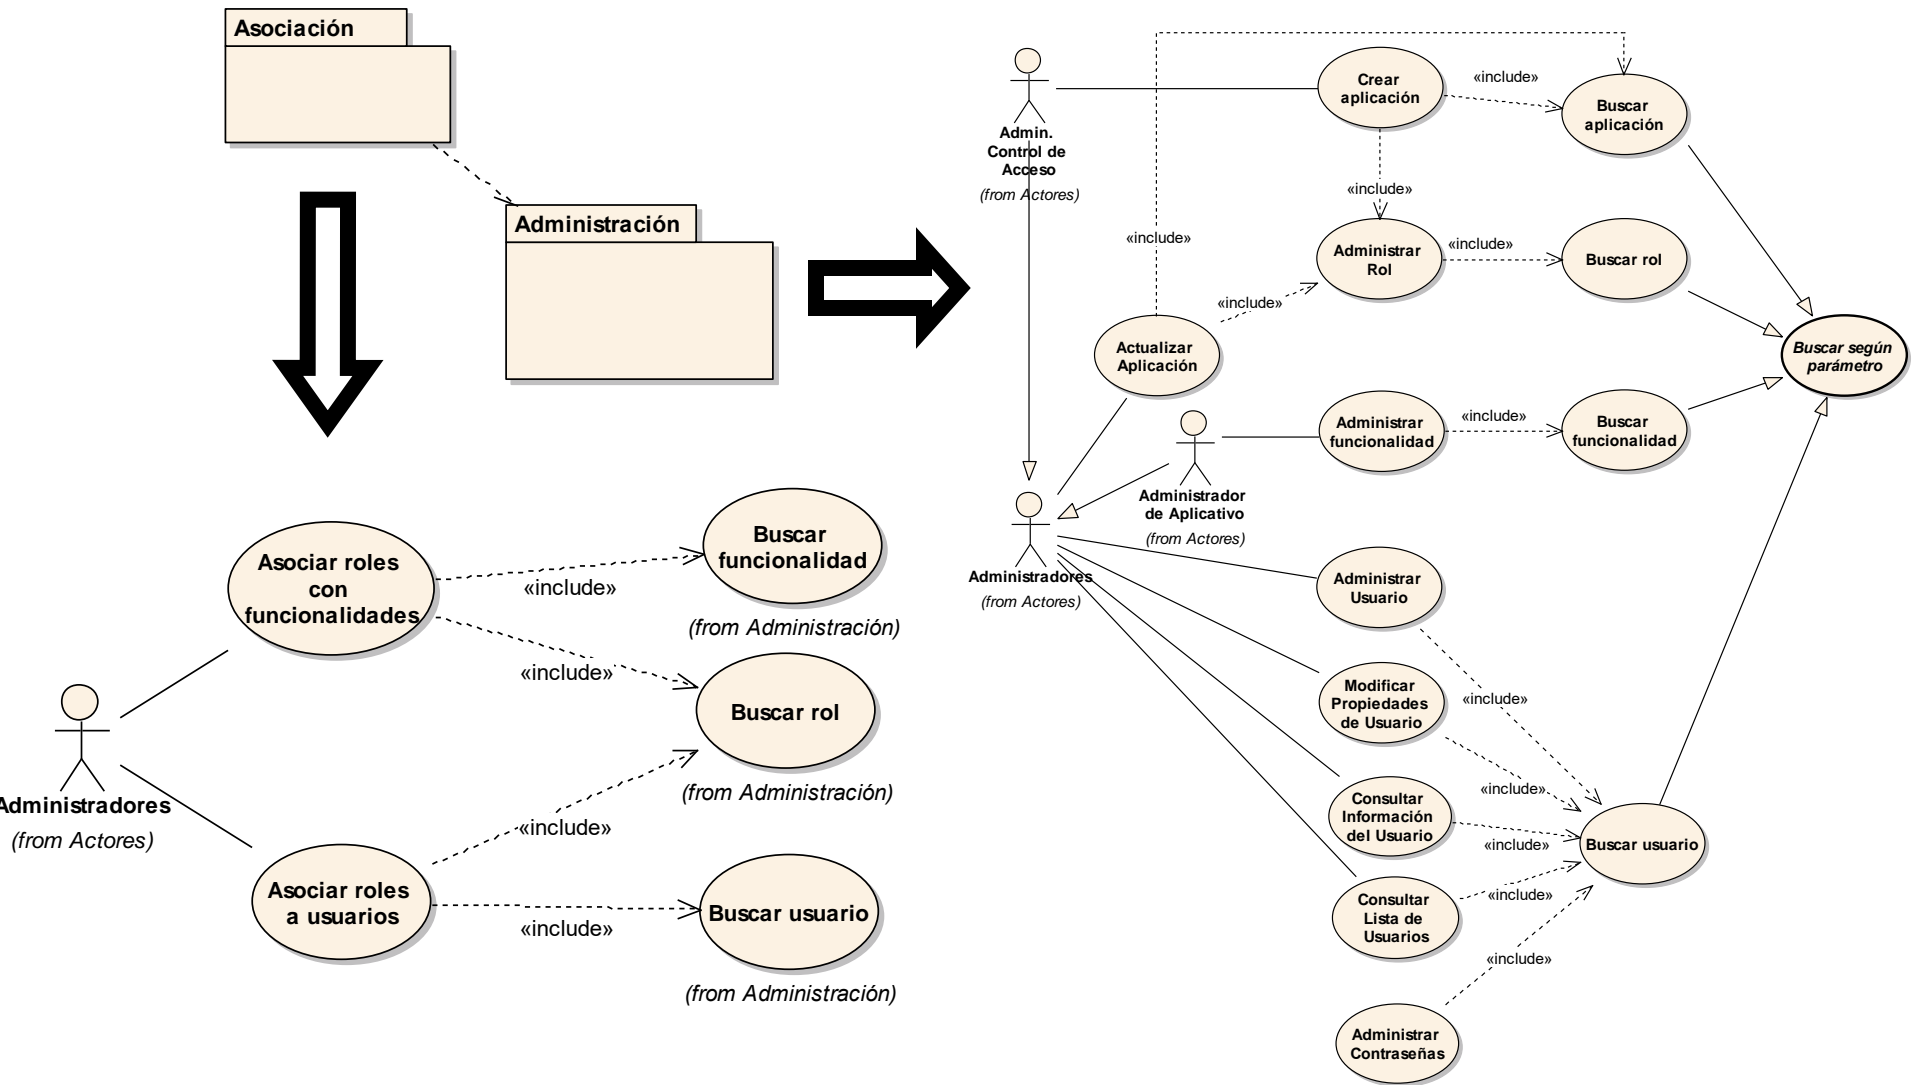 Asociación
Administración
Asociar roles
con
funcionalidades
«include»
Buscar
funcionalidad
(from Administración)
«include»
Buscar rol
(from Administración)
Administradores
(from Actores)
«include»
Asociar roles
a usuarios
«include»
Buscar usuario
(from Administración)
Admin.
Control de
Acceso
(from Actores)
Crear
aplicación
«include»
Buscar
aplicación
«include»
«include»
Administrar
Rol
«include»
Buscar rol
«include»
Actualizar
Aplicación
Buscar según
parámetro
Administrador
de Aplicativo
(from Actores)
Administrar
funcionalidad
«include»
Buscar
funcionalidad
Administradores
(from Actores)
Administrar
Usuario
«include»
Modificar
Propiedades
de Usuario
«include»
Consultar
Información
del Usuario
«include»
Buscar usuario
Consultar
Lista de
Usuarios
«include»
«include»
Administrar
Contraseñas